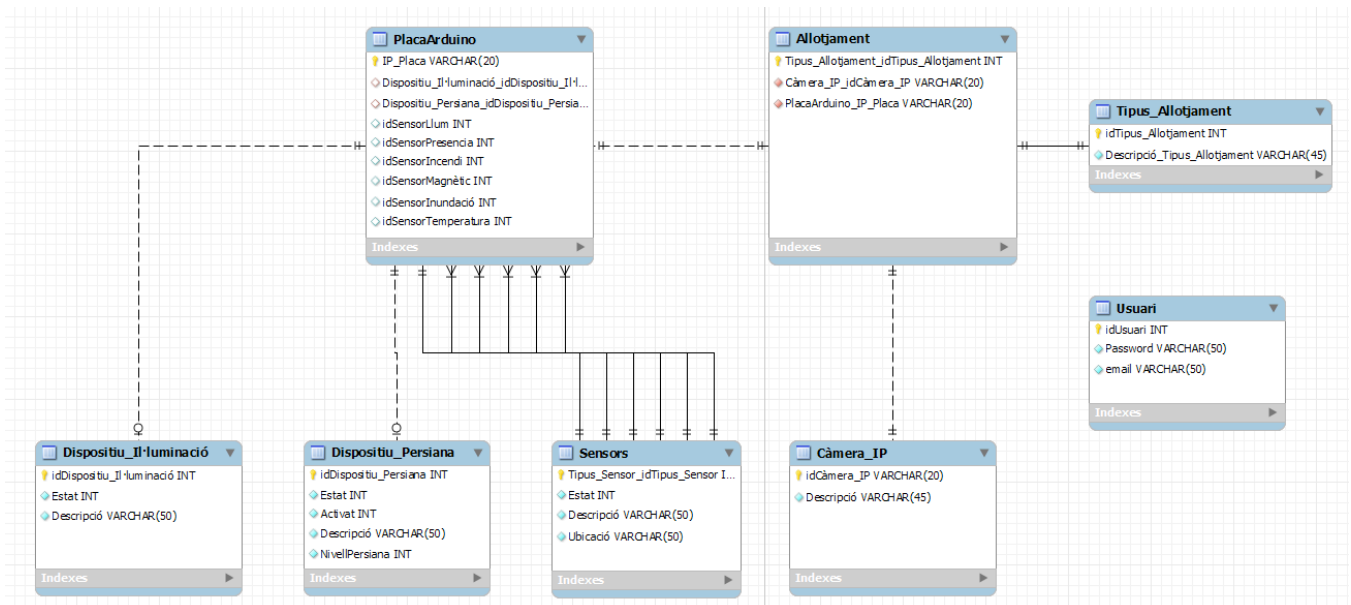 PlacaArduino
IP_Placa VARCHAR(20)
Dispositiu_Il·luminació_idDispositiu_Il·l...
Dispositiu_Persiana_idDispositiu_Persia...
idSensorLlum INT
idSensorPresencia INT
idSensorIncendi INT
idSensorMagnètic INT
idSensorInundació INT
idSensorTemperatura INT
Indexes
Allotjament
Tipus_Allotjament_idTipus_Allotjament INT
Càmera_IP_idCàmera_IP VARCHAR(20)
PlacaArduino_IP_Placa VARCHAR(20)
Indexes
Tipus_Allotjament
idTipus_Allotjament INT
Descripció_Tipus_Allotjament VARCHAR(45)
Indexes
Usuari
idUsuari INT
Password VARCHAR(50)
email VARCHAR(50)
Indexes
Dispositiu_Il·luminació
idDispositiu_Il·luminació INT
Estat INT
Descripció VARCHAR(50)
Indexes
Dispositiu_Persiana
idDispositiu_Persiana INT
Estat INT
Activat INT
Descripció VARCHAR(50)
NivellPersiana INT
Indexes
Sensors
Tipus_Sensor_idTipus_Sensor I...
Estat INT
Descripció VARCHAR(50)
Ubicació VARCHAR(50)
Indexes
Càmera_IP
idCàmera_IP VARCHAR(20)
Descripció VARCHAR(45)
Indexes